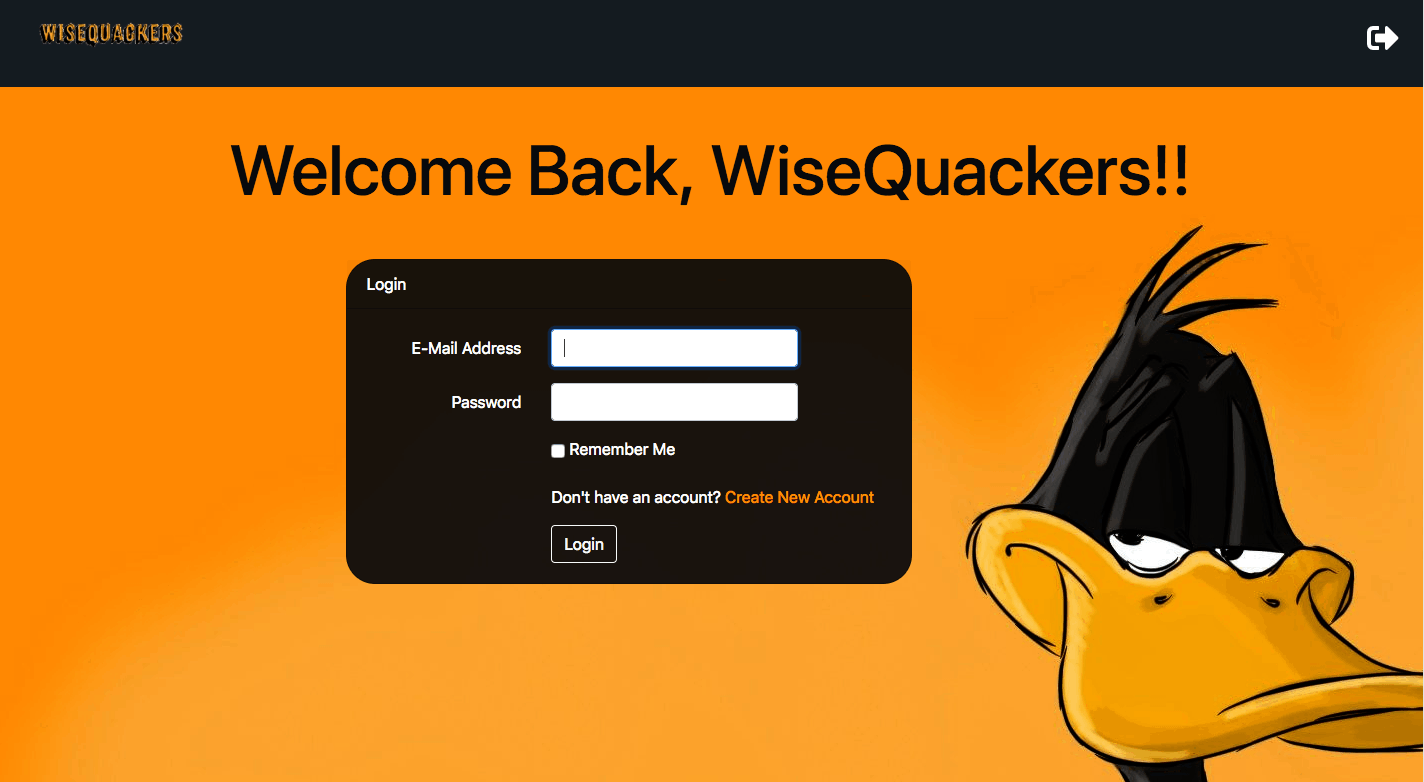 WISEQUACKERS
Welcome Back, WiseQuackers!!
Login
E-Mail Address
Password
Remember Me
Don't have an account? Create New Account
Login